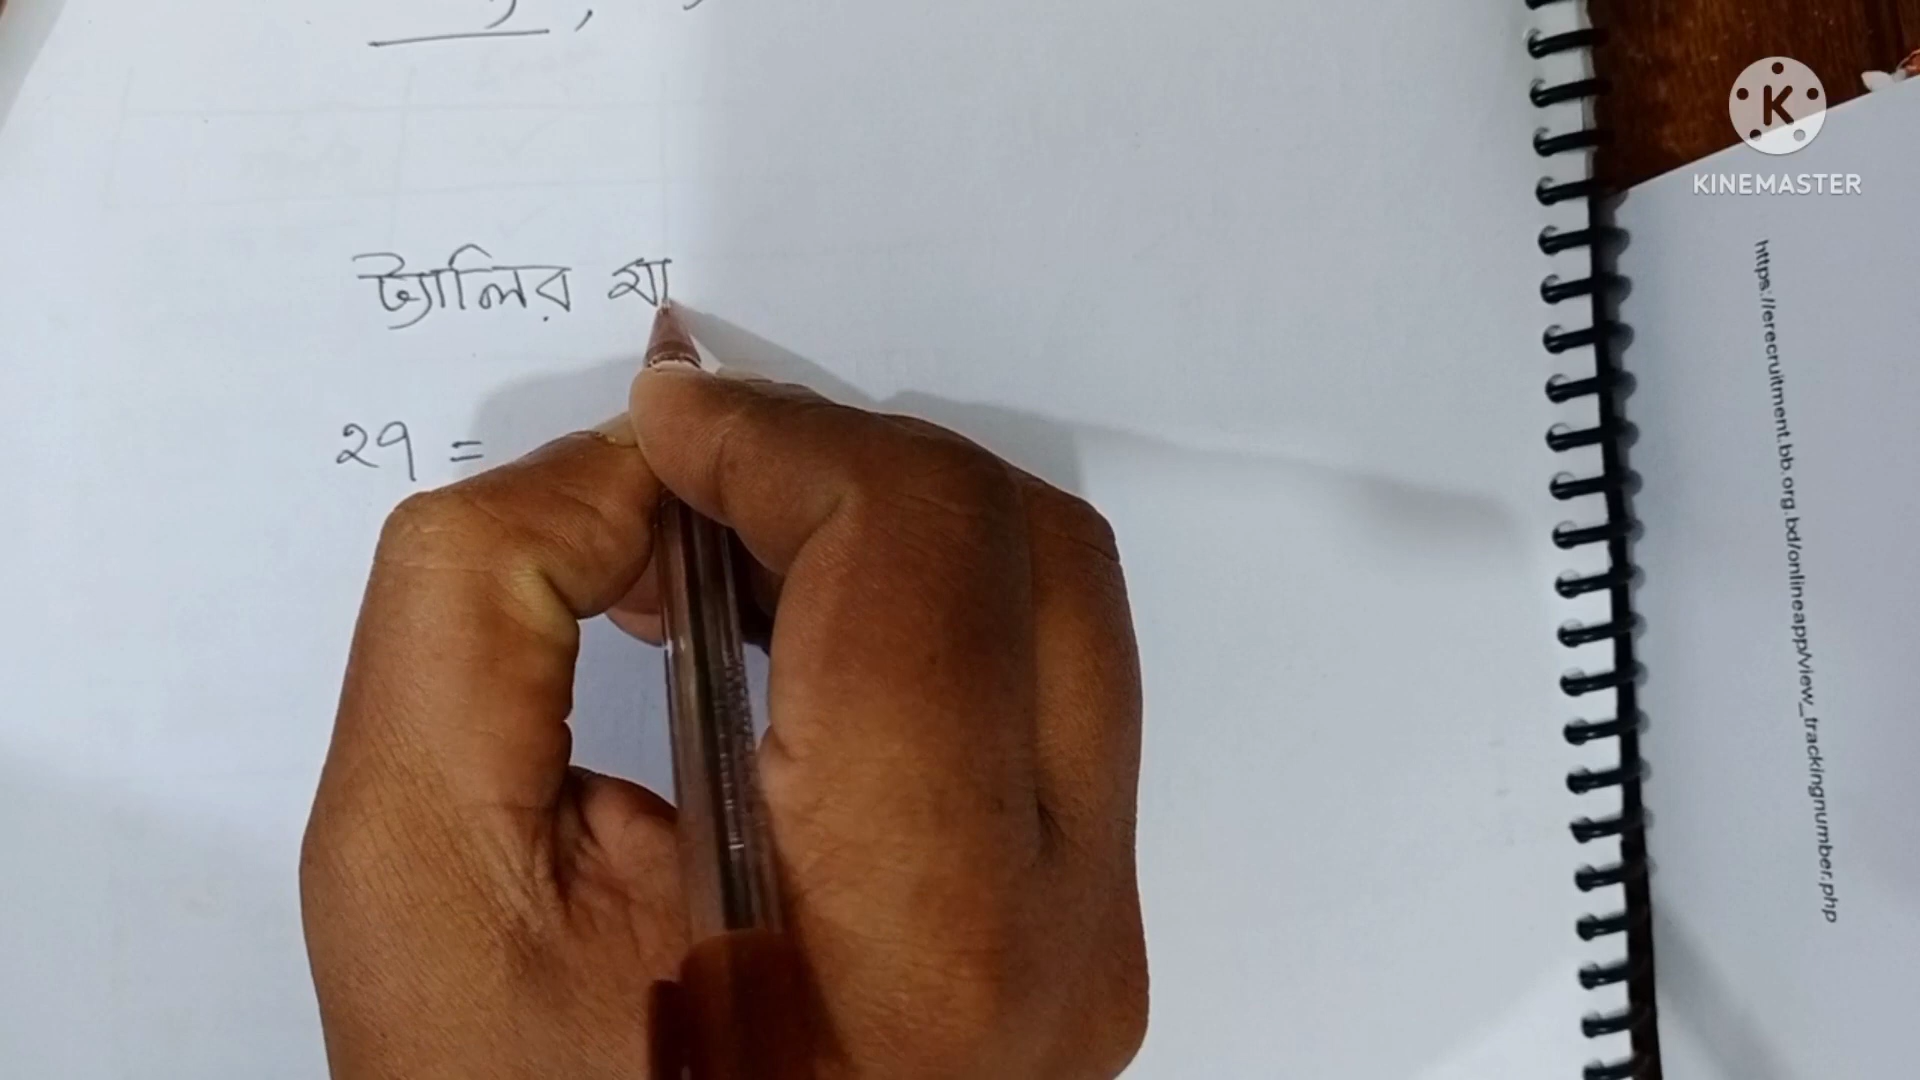 ট্যালির মা
২৭ =
KINEMASTER
https://erecruitment.bb.org.bd/onlineapp/view_trackingnumber.php